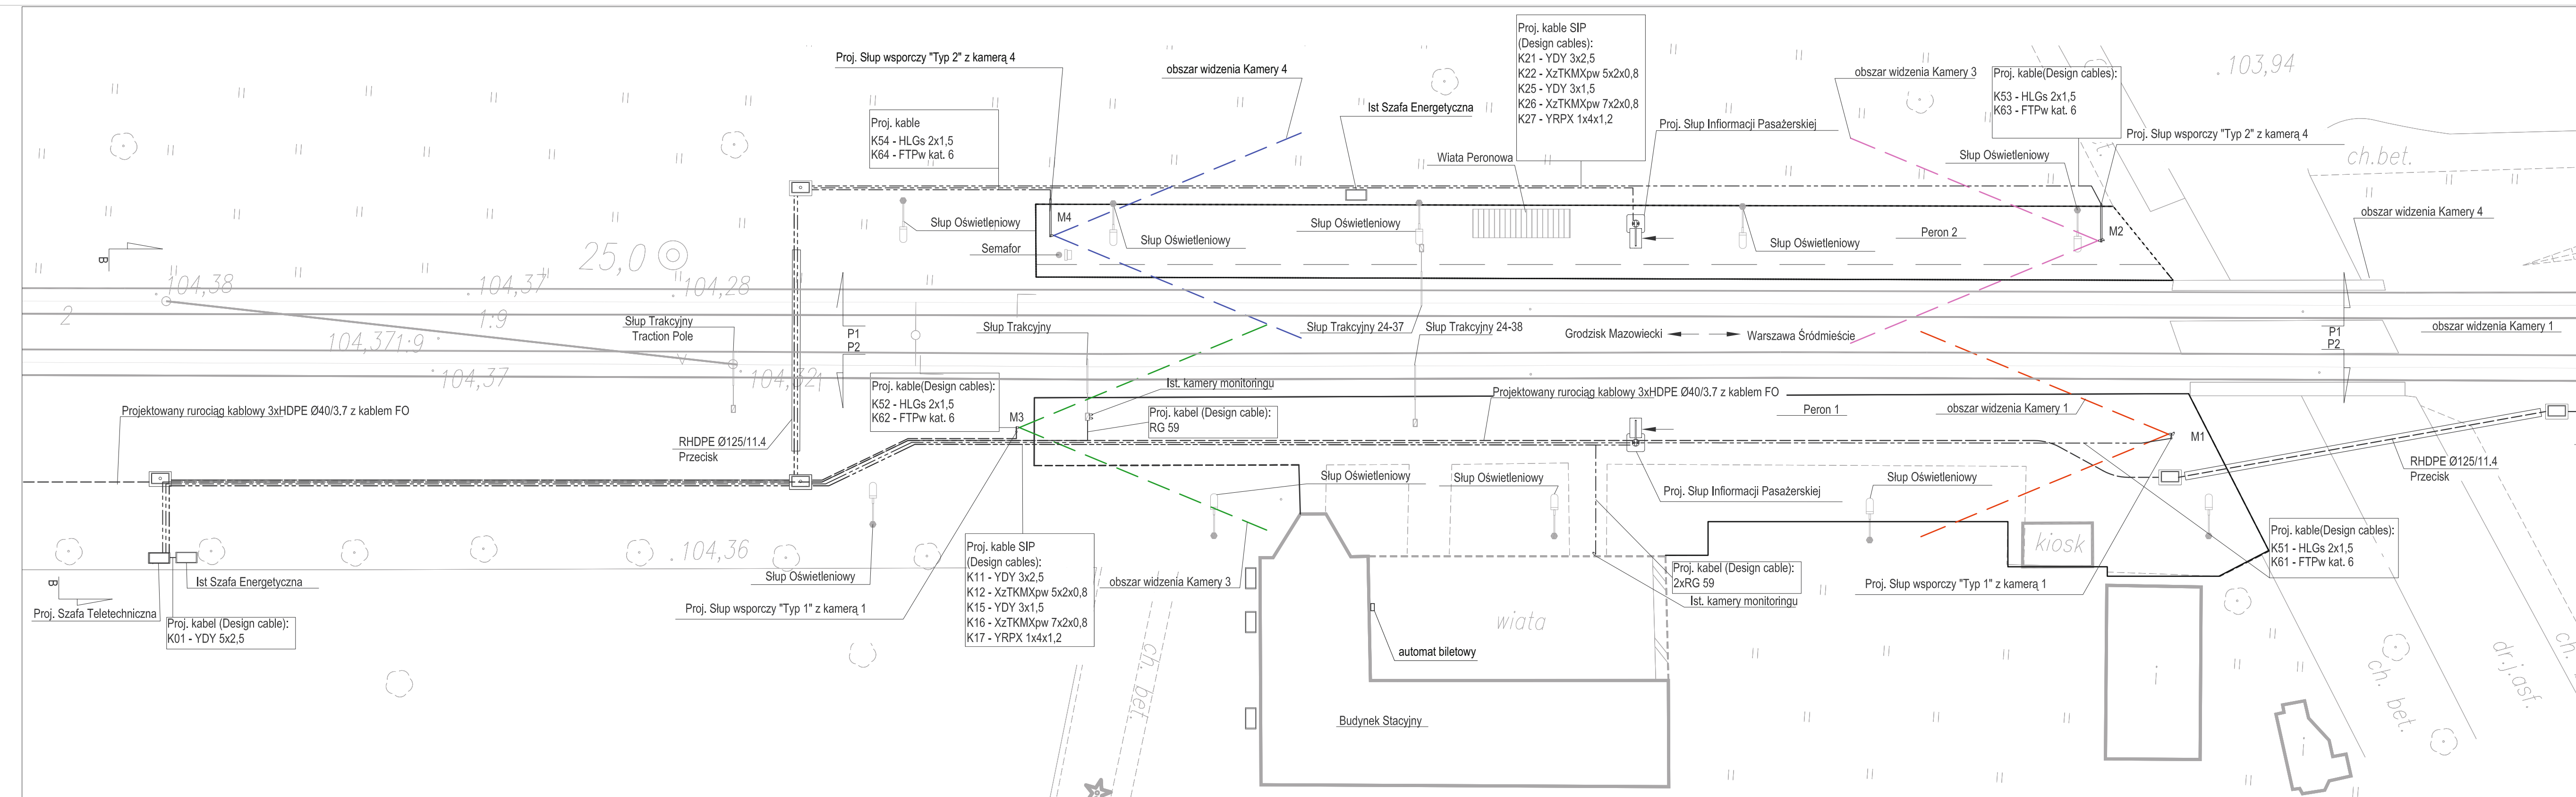 Proj. Słup wsporczy "Typ 2" z kamerą 4
obszar widzenia Kamery 4
Proj. kable SIP
(Design cables):
K21 - YDY 3x2,5
K22 - XzTKMXpw 5x2x0,8
K25 - YDY 3x1,5
K26 - XzTKMXpw 7x2x0,8
K27 - YRPX 1x4x1,2
obszar widzenia Kamery 3
Proj. kable(Design cables):
K53 - HLGs 2x1,5
K63 - FTPw kat. 6
103,94
Proj. kable
K54 - HLGs 2x1,5
K64 - FTPw kat. 6
Ist Szafa Energetyczna
Proj. Słup Infiormacji Pasażerskiej
Proj. Słup wsporczy "Typ 2" z kamerą 4
Wiata Peronowa
Słup Oświetleniowy
ch.bet.
M4
Słup Oświetleniowy
Słup Oświetleniowy
Słup Oświetleniowy
Słup Oświetleniowy
Peron 2
M2
obszar widzenia Kamery 4
Semafor
B
25,0
104,38
104,37
104,28
2
1:9
Słup Trakcyjny
Traction Pole
Słup Trakcyjny
Słup Trakcyjny 24-37
Słup Trakcyjny 24-38
Grodzisk Mazowiecki
Warszawa Śródmieście
P1
P2
P1
P2
obszar widzenia Kamery 1
104,37
1:9
104,37
104,32
Proj. kable(Design cables):
K52 - HLGs 2x1,5
K62 - FTPw kat. 6
Ist. kamery monitoringu
Projektowany rurociąg kablowy 3xHDPE Ø40/3.7 z kablem FO
Projektowany rurociąg kablowy 3xHDPE Ø40/3.7 z kablem FO
M3
Proj. kabel (Design cable):
RG 59
Peron 1
obszar widzenia Kamery 1
M1
RHDPE Ø125/11.4
Przecisk
RHDPE Ø125/11.4
Przecisk
Słup Oświetleniowy
Słup Oświetleniowy
Proj. Słup Infiormacji Pasażerskiej
Słup Oświetleniowy
104,36
Proj. kable SIP
(Design cables):
K11 - YDY 3x2,5
K12 - XzTKMXpw 5x2x0,8
K15 - YDY 3x1,5
K16 - XzTKMXpw 7x2x0,8
K17 - YRPX 1x4x1,2
kiosk
Proj. kable(Design cables):
K51 - HLGs 2x1,5
K61 - FTPw kat. 6
B
Ist Szafa Energetyczna
Słup Oświetleniowy
obszar widzenia Kamery 3
Proj. kabel (Design cable):
2xRG 59
Ist. kamery monitoringu
Proj. Słup wsporczy "Typ 1" z kamerą 1
Proj. Szafa Teletechniczna
Proj. Słup wsporczy "Typ 1" z kamerą 1
Proj. kabel (Design cable):
K01 - YDY 5x2,5
wiata
automat biletowy
ch. bet.
Budynek Stacyjny
i
i
ch. bet.
dr.j.asf.
ch.